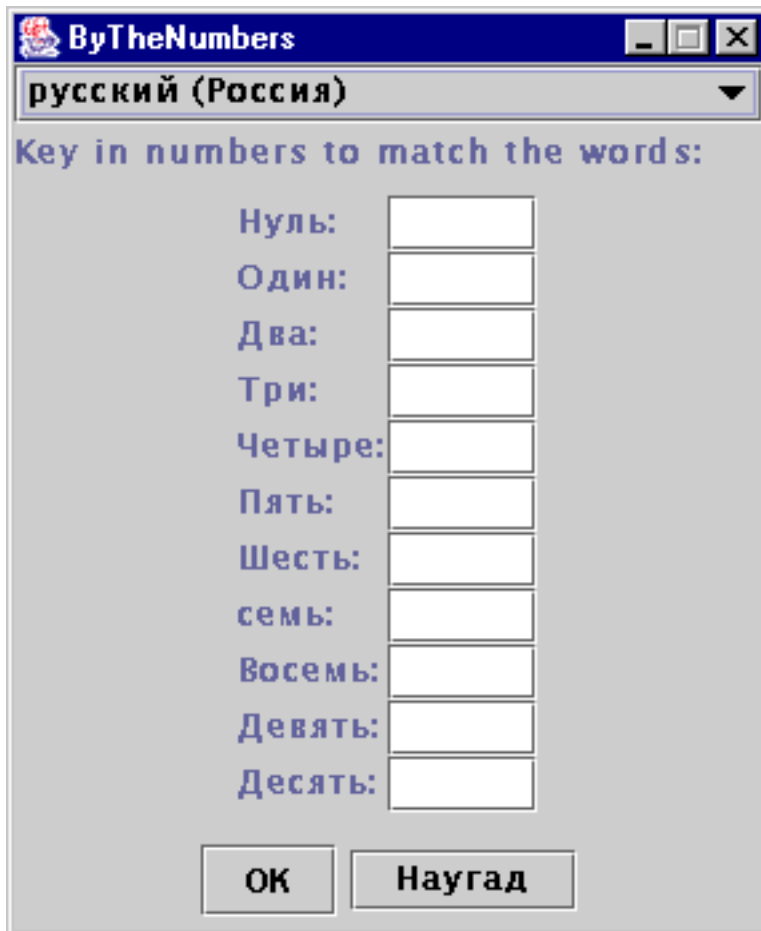 ByTheNumbers
русский (Россия)
Key in numbers to match the words:
Нуль:
Один:
Два:
Три:
Четыре:
Пять:
Шесть:
семь:
Восемь:
Девять:
Десять:
OK Наугад